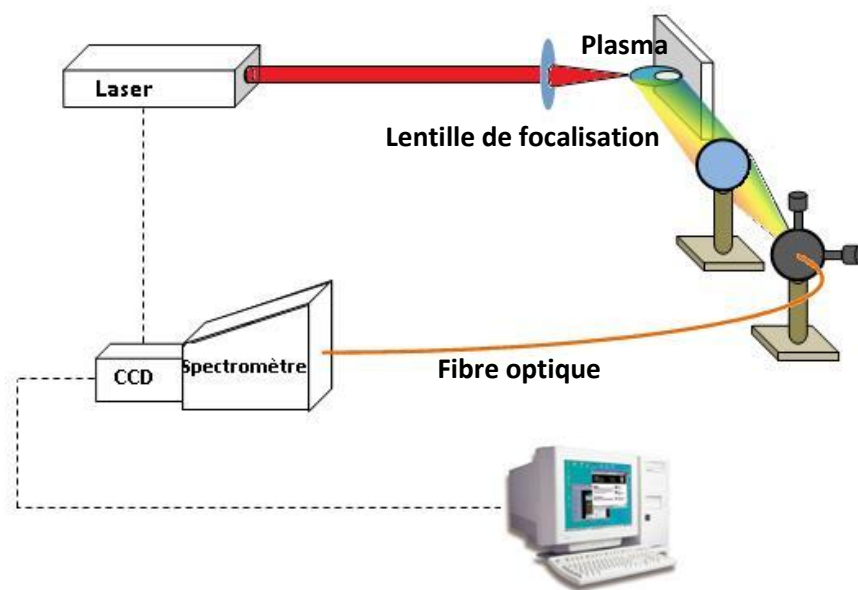 Plasma
Laser
Lentille de focalisation
Spectromètre
CCD
Fibre optique